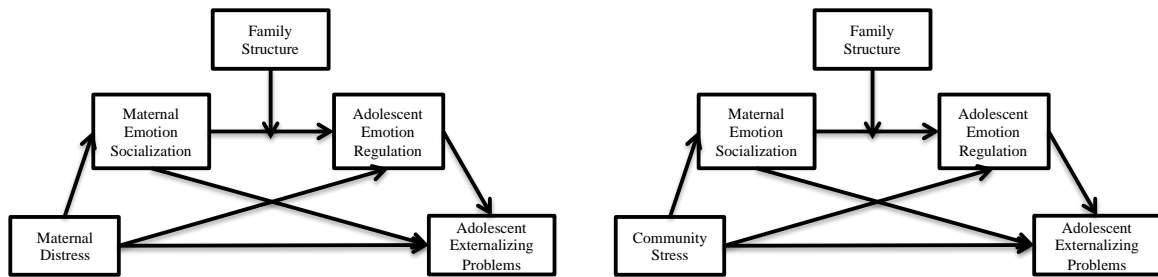 Family
Structure
Maternal
Emotion
Socialization
Adolescent
Emotion
Regulation
Maternal
Distress
Adolescent
Externalizing
Problems
Family
Structure
Maternal
Emotion
Socialization
Adolescent
Emotion
Regulation
Community
Stress
Adolescent
Externalizing
Problems